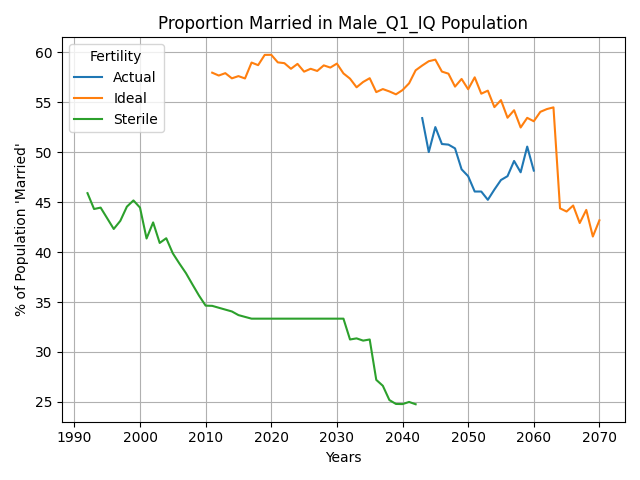 Proportion Married in Male_Q1_IQ Population
Fertility
Actual
Ideal
Sterile
% of Population 'Married'
60
55
50
45
40
35
30
25
1990 2000 2010 2020 2030 2040 2050 2060 2070
Years